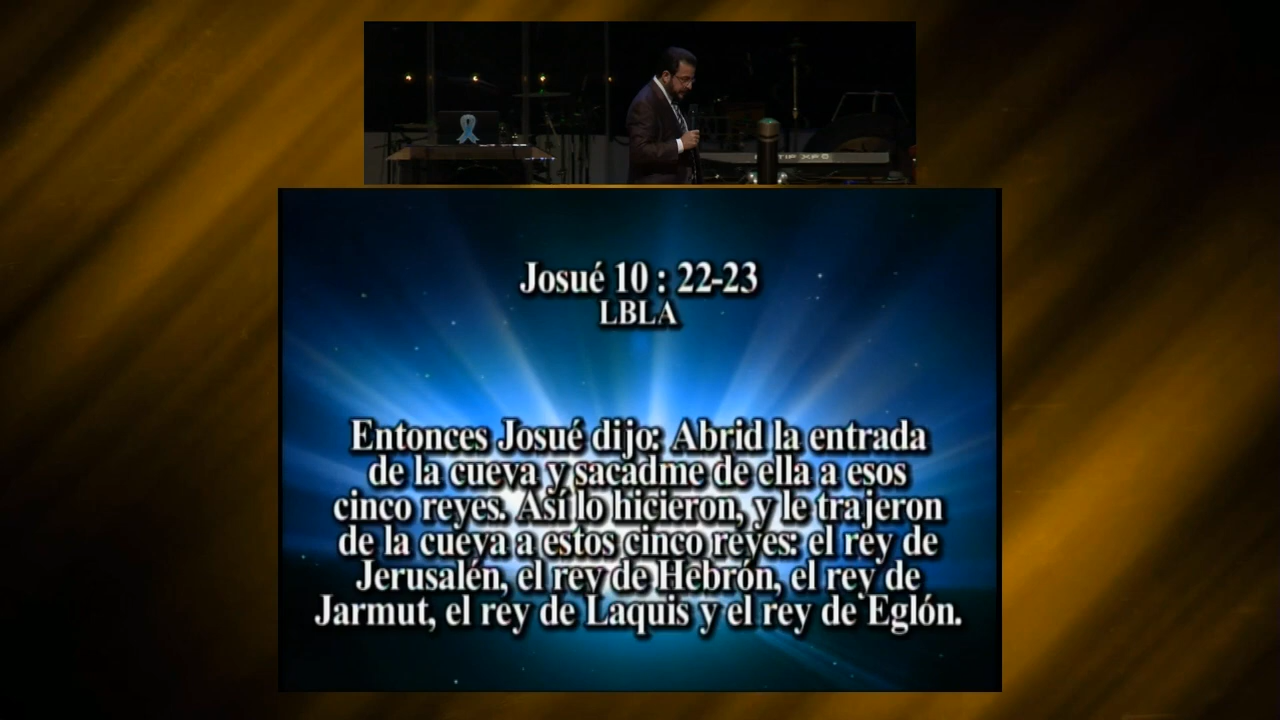 Josué 10 : 22-23
LBLA
Entonces Josué dijo: Abrid la entrada
de la cueva y sacadme de ella a esos
cinco reyes. Así lo hicieron, y le trajeron
de la cueva a estos cinco reyes: el rey de
Jerusalén, el rey de Hebrón, el rey de
Jarmut, el rey de Laquis y el rey de Eglón.